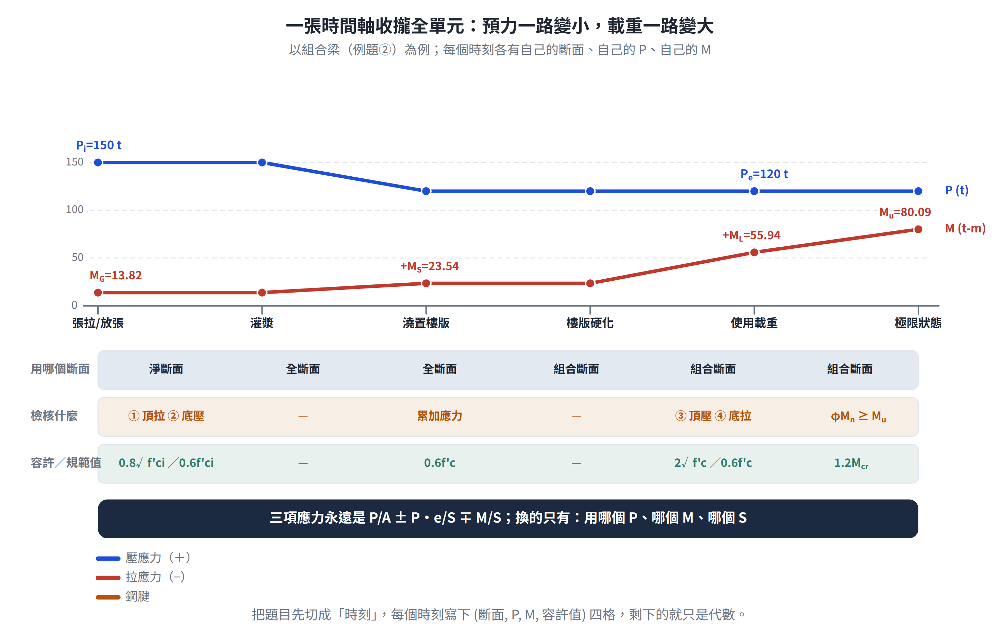 一張時間軸收攏全單元：預力一路變小，載重一路變大
以組合梁（例題②）為例；每個時刻各有自己的斷面、自己的 P、自己的 M
Pi=150 t
150
Pe=120 t
P (t)
100
Mu=80.09
M (t-m)
+ML=55.94
50
+MS=23.54
MG=13.82
0
張拉/放張 灌漿 澆置樓版 樓版硬化 使用載重 極限狀態
用哪個斷面 淨斷面 全斷面 全斷面 組合斷面 組合斷面 組合斷面
檢核什麼 ① 頂拉 ② 底壓 — 累加應力 — ③ 頂壓 ④ 底拉 ϕMn ≥ Mu
容許／規範值 0.8√f'ci ／0.6f'ci — 0.6f'c — 2√f'c ／0.6f'c 1.2Mcr
三項應力永遠是 P/A ± P·e/S ∓ M/S；換的只有：用哪個 P、哪個 M、哪個 S
壓應力（＋）
拉應力（−）
鋼腱
把題目先切成「時刻」，每個時刻寫下 (斷面, P, M, 容許值) 四格，剩下的就只是代數。